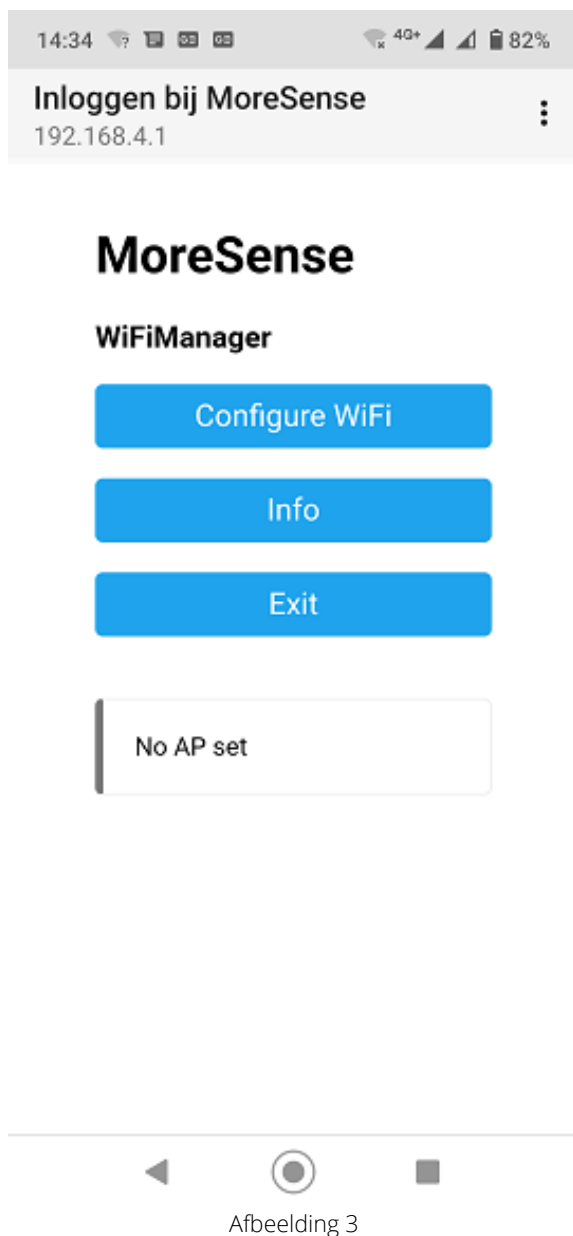 14:34 4G+ 82%
Inloggen bij MoreSense
192.168.4.1
MoreSense
WiFiManager
Configure WiFi
Info
Exit
No AP set
Afbeelding 3